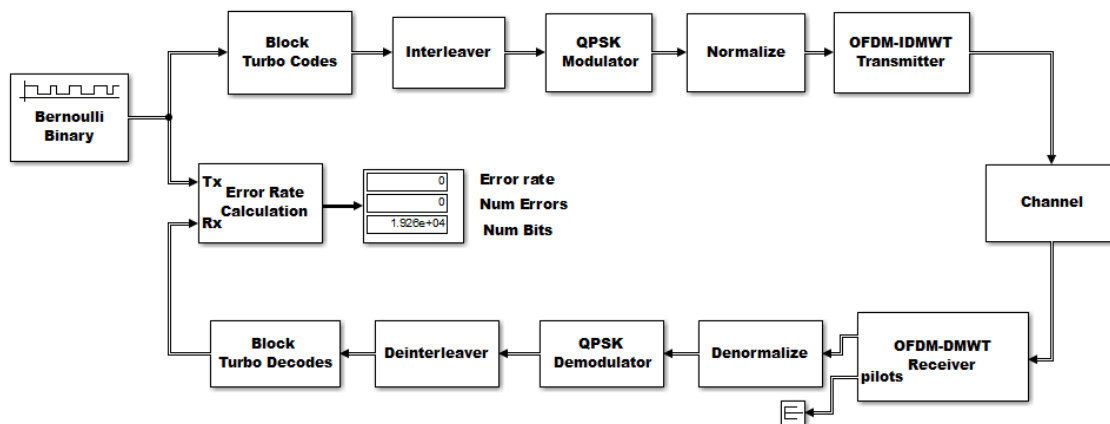 Block
Turbo Codes
Interleaver
QPSK
Modulator
Normalize
OFDM-IDMWT
Transmitter
Bernoulli
Binary
Tx
Rx
Error Rate
Calculation
0
0
1.926e+04
Error rate
Num Errors
Num Bits
Channel
Block
Turbo Decodes
Deinterleaver
QPSK
Demodulator
Denormalize
OFDM-DMWT
Receiver
pilots